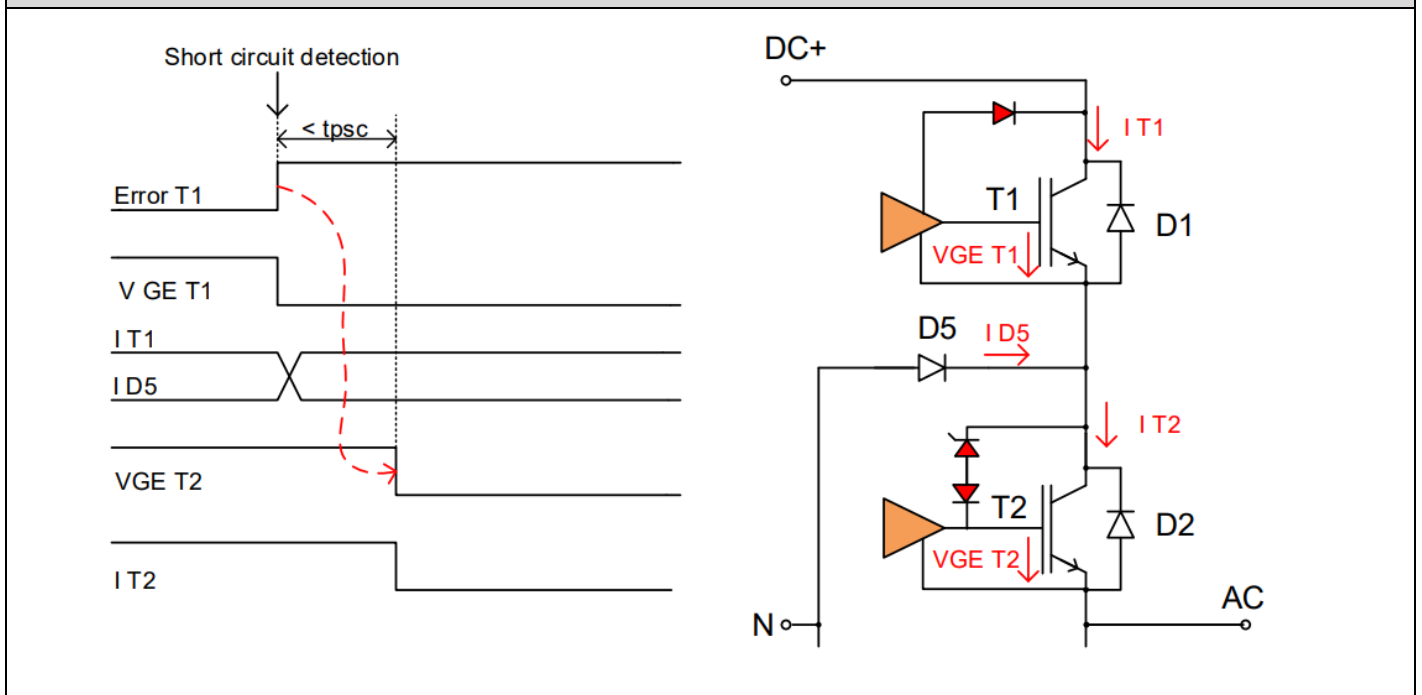 Short circuit detection
< tpsc
Error T1
V GE T1
I T1
I D5
VGE T2
I T2
DC+
I T1
T1
D1
VGE T1
D5
I D5
I T2
T2
D2
VGE T2
AC
N